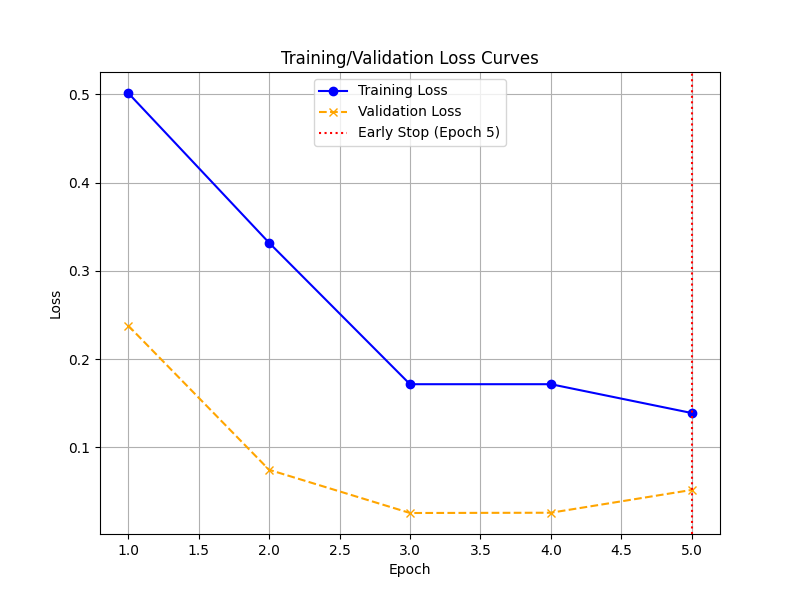 Training/Validation Loss Curves
Training Loss
Validation Loss
Early Stop (Epoch 5)
0.5
0.4
0.3
0.2
0.1
Loss
1.0 1.5 2.0 2.5 3.0 3.5 4.0 4.5 5.0
Epoch